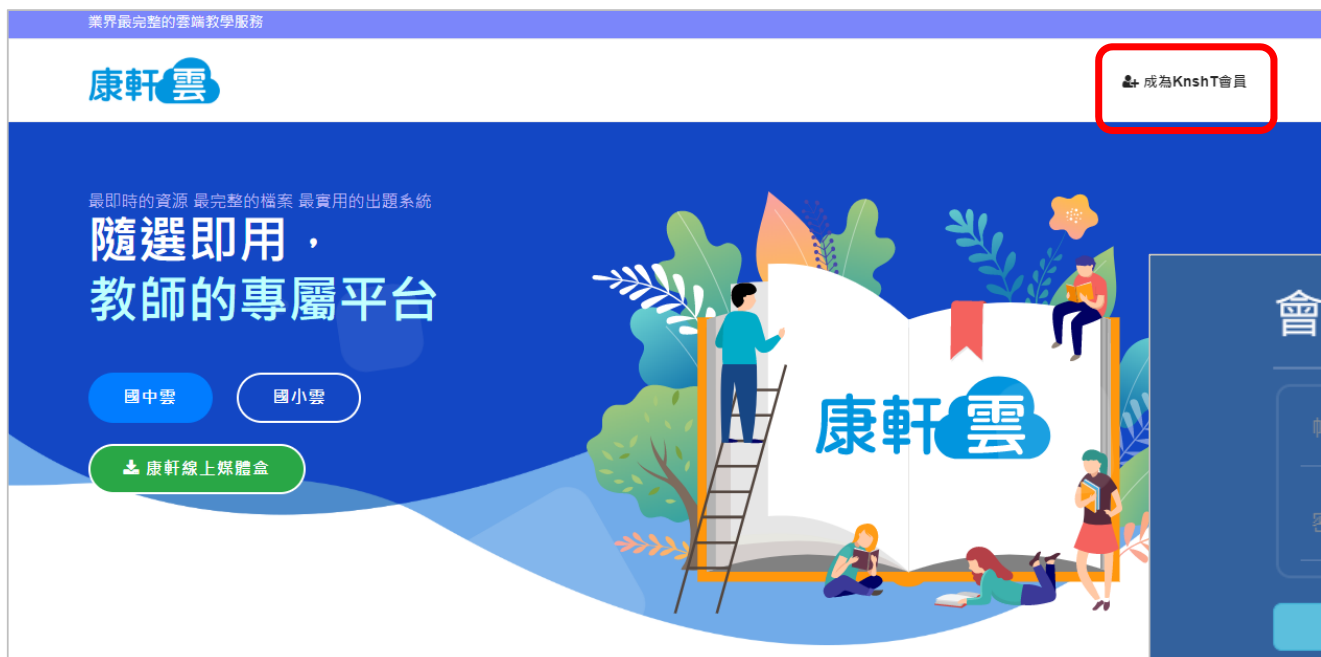 業界最完整的雲端教學服務
康軒雲
成為KnshT會員
最即時的資源 最完整的檔案 最實用的出題系統
隨選即用，
教師的專屬平台
國中雲
國小雲
康軒線上媒體盒
康軒雲
會